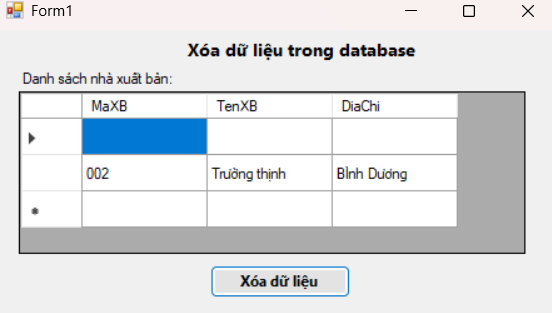 Form1
Xóa dữ liệu trong database
Danh sách nhà xuất bản:
MaXB TenXB DiaChi
002 Trường thịnh BÌnh Dương
Xóa dữ liệu